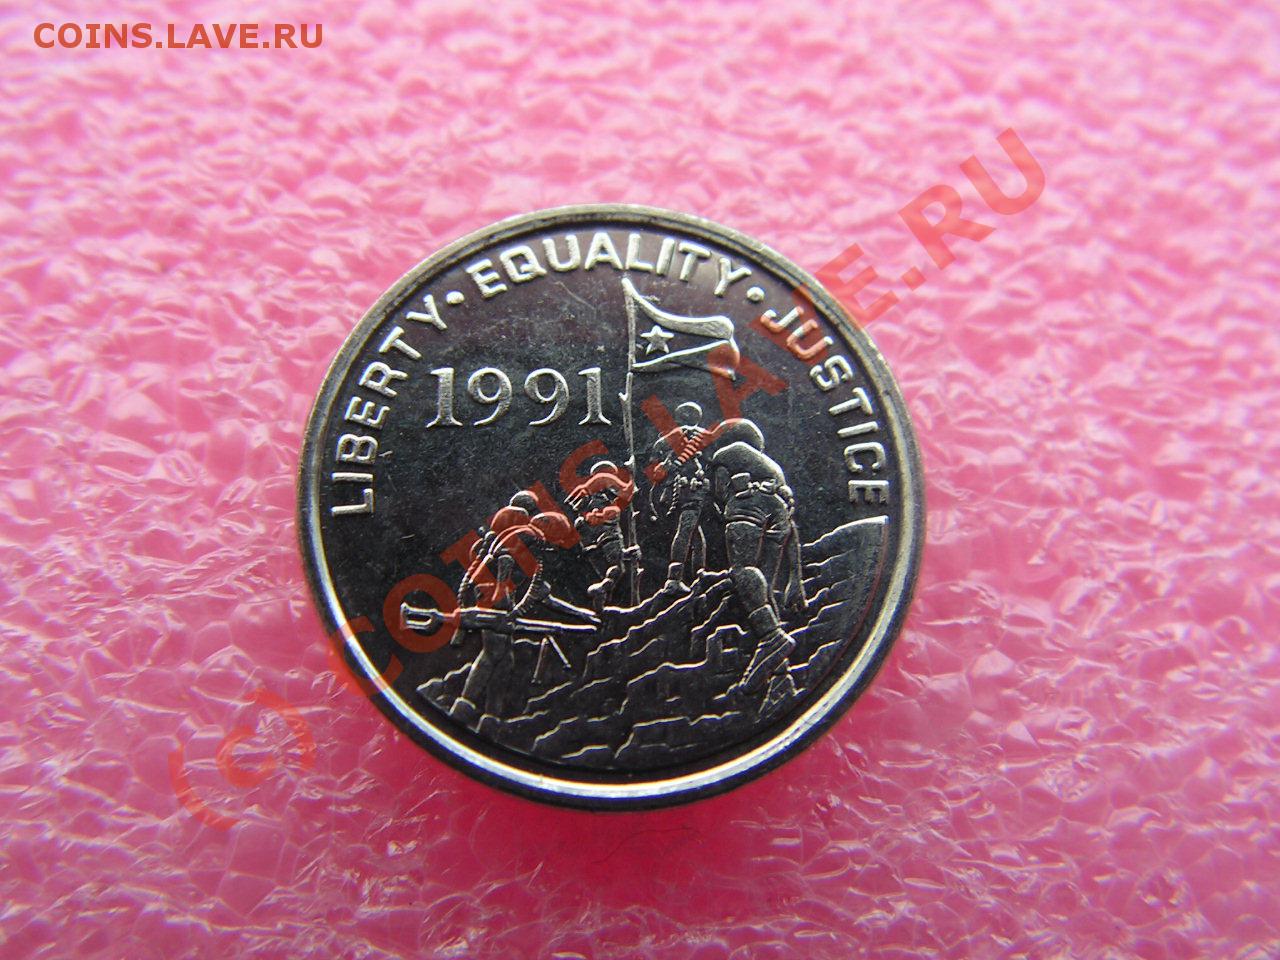 COINS.LAVE.RU
LIBERTY · EQUALITY · JUSTICE
1991
(c) COINS.LAVE.RU